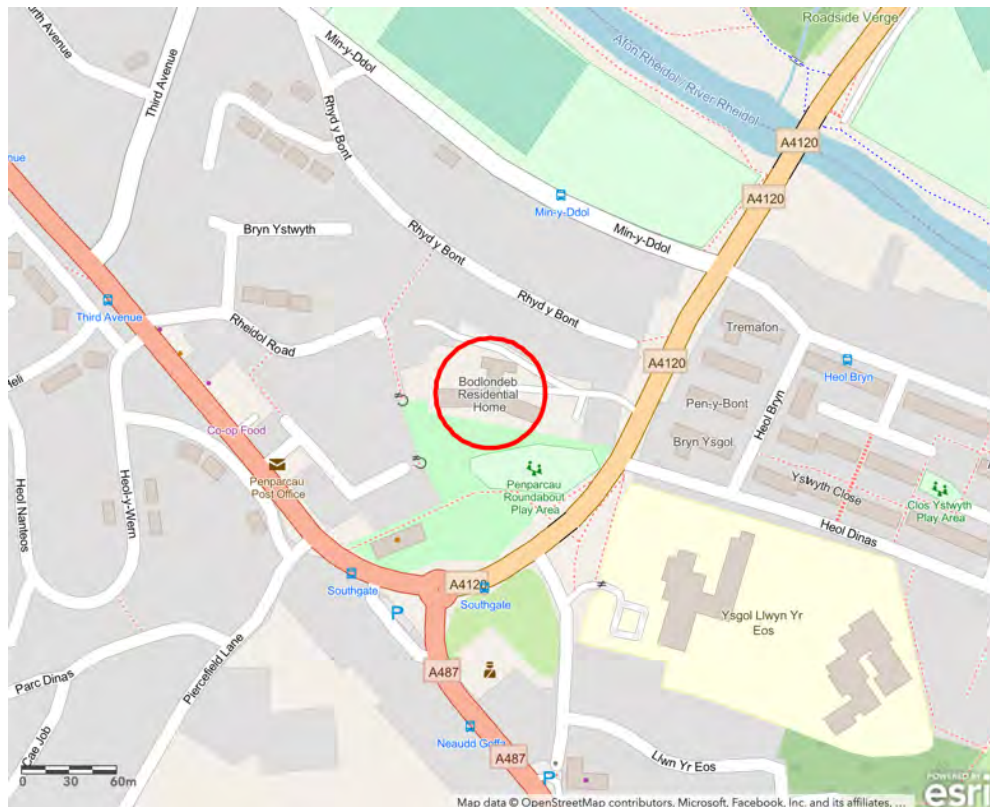 Roadside Verge
orth Avenue
Third Avenue
Min-y-Ddol
Afon Rheidol / River Rheidol
A4120
A4120
Rhyd y Bont
Min-y-Ddol
Min-y-Ddol
Bryn Ystwyth
Rhyd y Bont
Rhyd y Bont
nue
Third Avenue
Rheidol Road
A4120
Tremafon
Heol Bryn
Bodlondeb
Residential
Home
Pen-y-Bont
Heol Bryn
Bryn Ysgol
Heli
Co-op Food
Penparcau
Post Office
Penparcau
Roundabout
Play Area
Yswyth Close
Clos Ystwyth
Play Area
Heol Nanteos
Heol-y-Wern
Heol Dinas
Southgate
A4120
Southgate
P
Ysgol Llwyn Yr
Eos
A487
Parc Dinas
Piercefield Lane
Cae Job
Neuadd Goffa
A487
Llwn Yr Eos
P
0 30 60m
POWERED BY
esri
Map data © OpenStreetMap contributors, Microsoft, Facebook, Inc. and its affiliates, ...